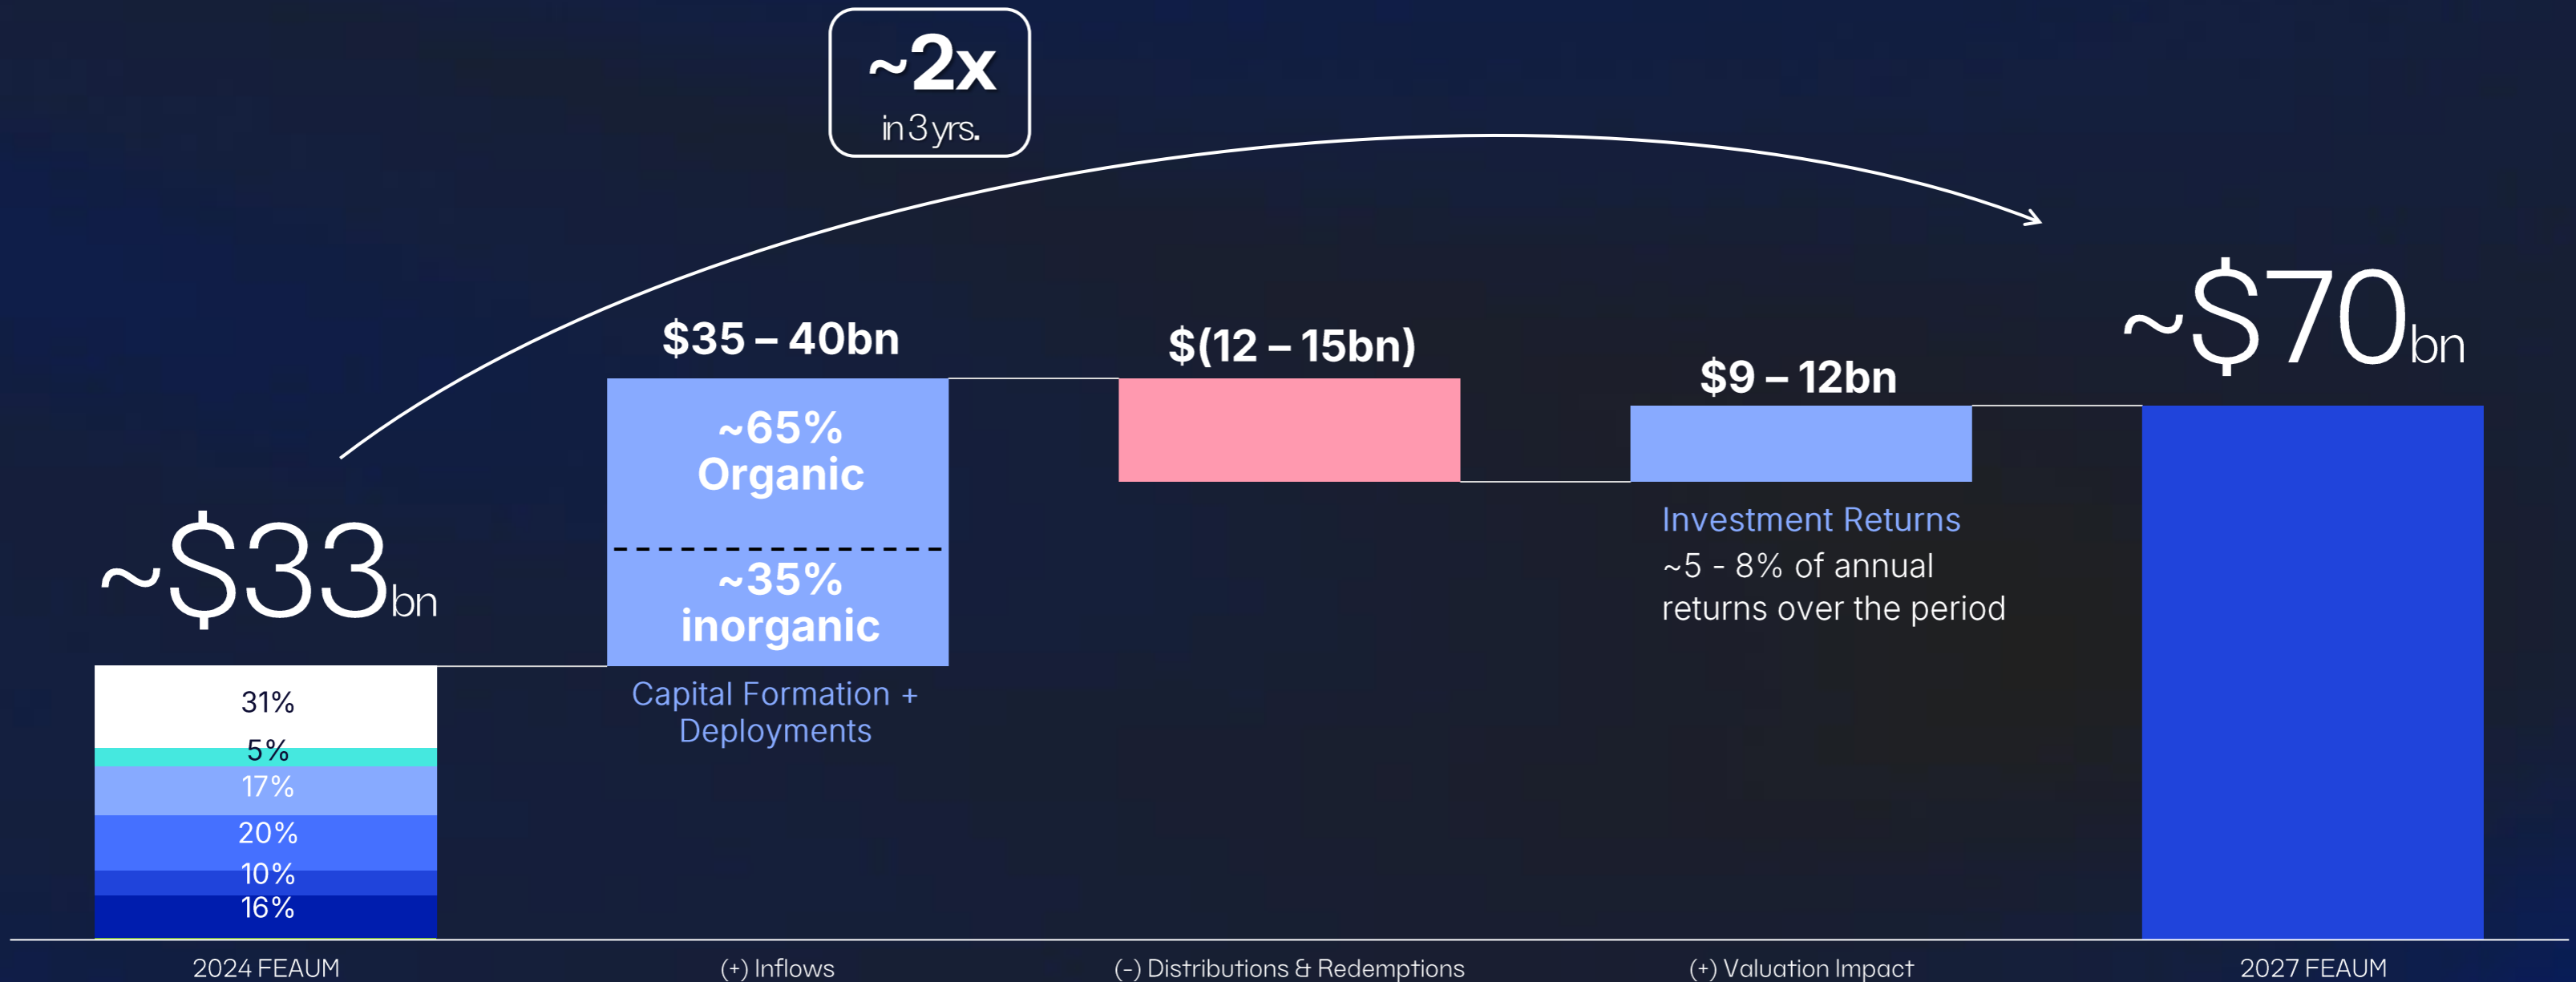 ~2x
in 3 yrs.
~$33bn
$35 – 40bn
$(12 – 15bn)
$9 – 12bn
~$70bn
~65%
Organic
~35%
inorganic
Capital Formation +
Deployments
Investment Returns
~5 - 8% of annual
returns over the period
31%
5%
17%
20%
10%
16%
2024 FEAUM
(+) Inflows
(-) Distributions & Redemptions
(+) Valuation Impact
2027 FEAUM